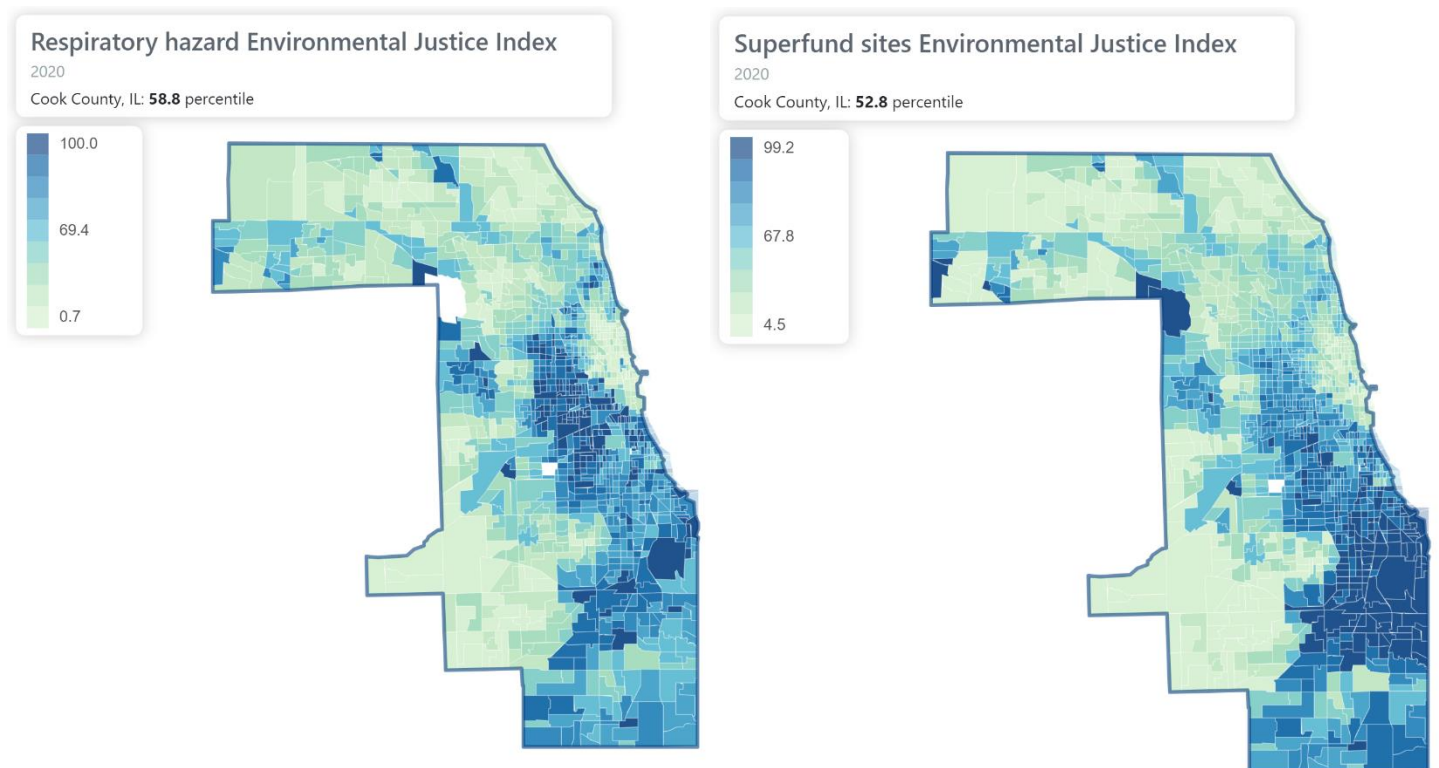 Respiratory hazard Environmental Justice Index
2020
Cook County, IL: 58.8 percentile
100.0
69.4
0.7
Superfund sites Environmental Justice Index
2020
Cook County, IL: 52.8 percentile
99.2
67.8
4.5